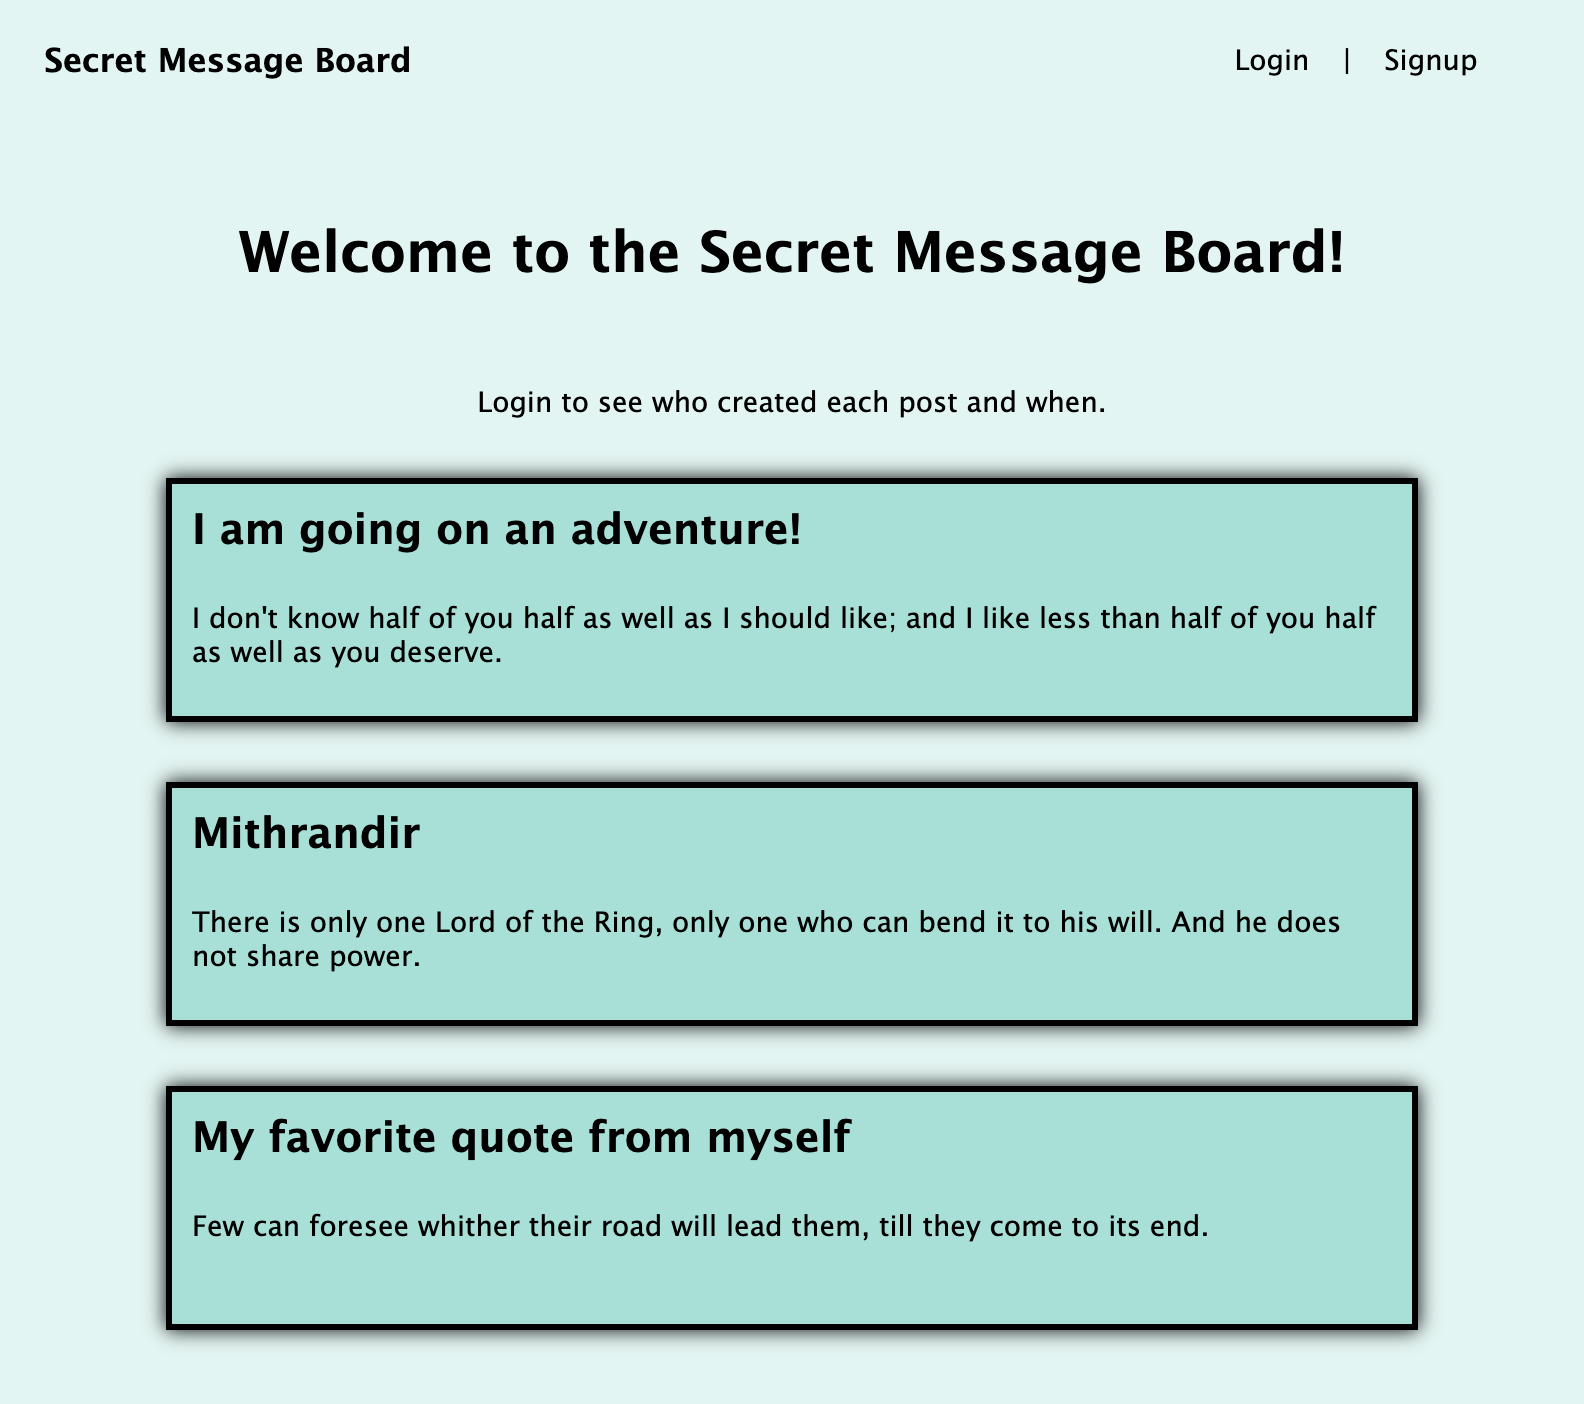 Secret Message Board
Login | Signup
Welcome to the Secret Message Board!
Login to see who created each post and when.
I am going on an adventure!
I don't know half of you half as well as I should like; and I like less than half of you half
as well as you deserve.
Mithrandir
There is only one Lord of the Ring, only one who can bend it to his will. And he does
not share power.
My favorite quote from myself
Few can foresee whither their road will lead them, till they come to its end.